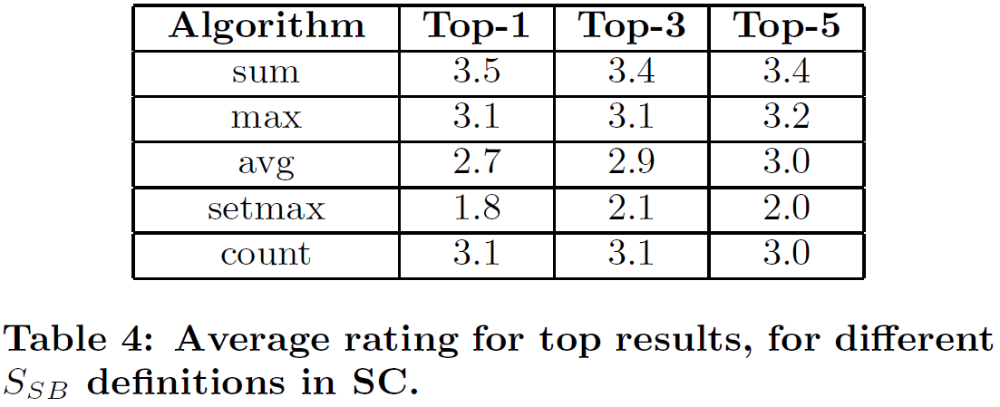 Algorithm Top-1 Top-3 Top-5
sum 3.5 3.4 3.4
max 3.1 3.1 3.2
avg 2.7 2.9 3.0
setmax 1.8 2.1 2.0
count 3.1 3.1 3.0
Table 4: Average rating for top results, for different
S_{SB} definitions in SC.